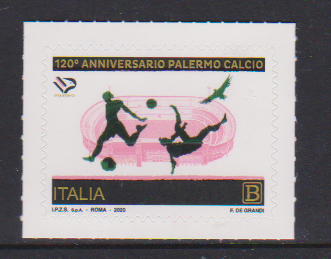 120° ANNIVERSARIO PALERMO CALCIO
ITALIA B
I.P.Z.S. S.p.A. - ROMA - 2020 F. DE GRANDI